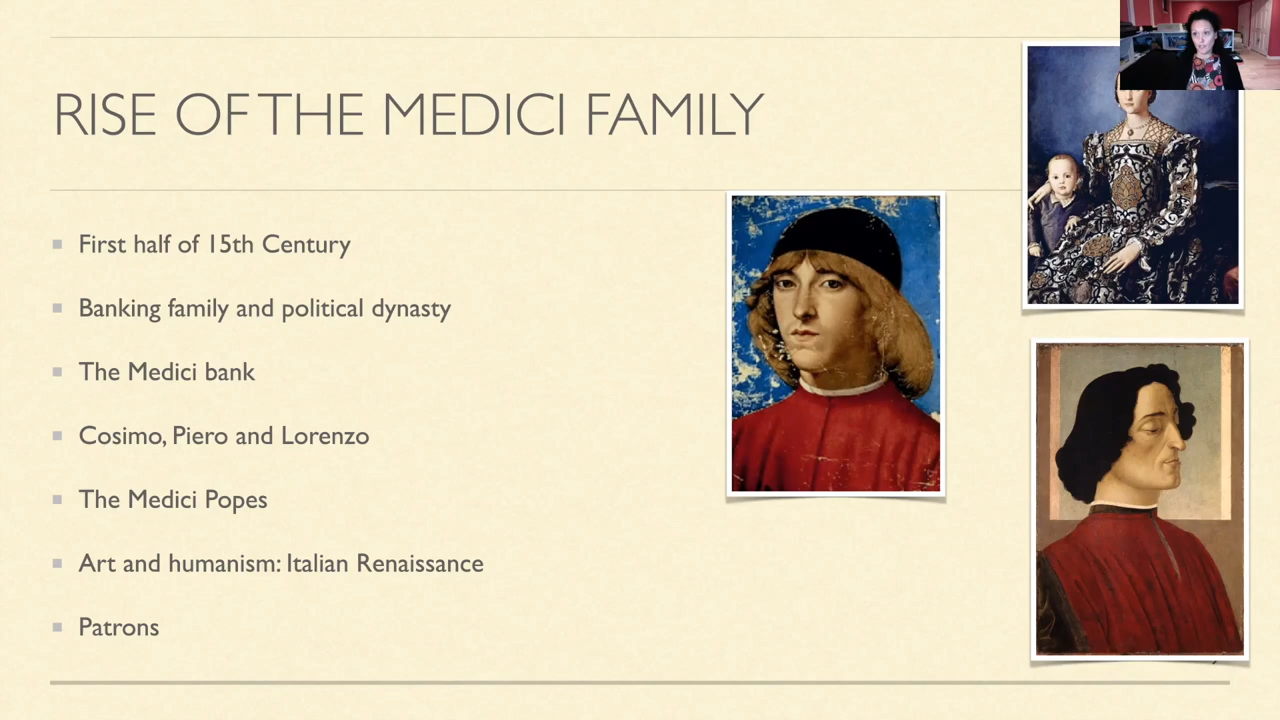 RISE OF THE MEDICI FAMILY
First half of 15th Century
Banking family and political dynasty
The Medici bank
Cosimo, Piero and Lorenzo
The Medici Popes
Art and humanism: Italian Renaissance
Patrons